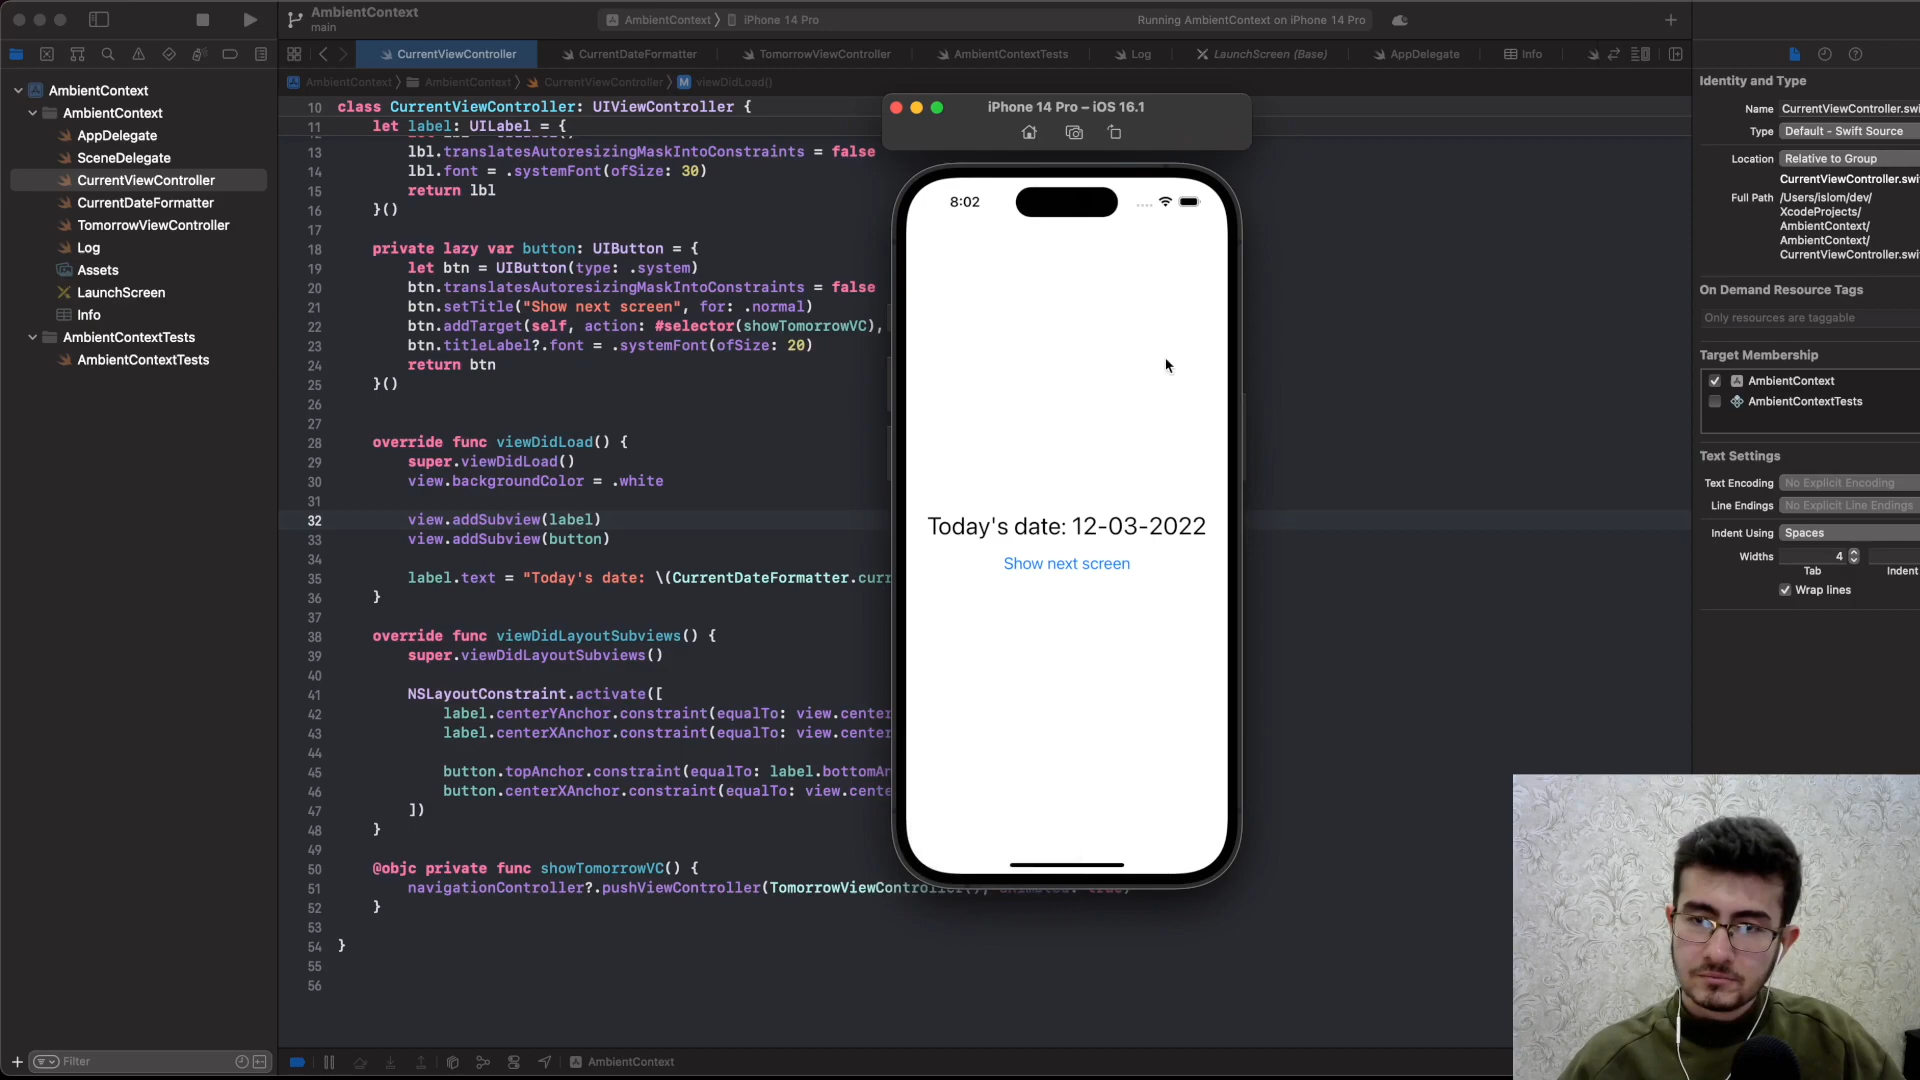 AmbientContext
main
AmbientContext
iPhone 14 Pro
Running AmbientContext on iPhone 14 Pro
CurrentViewController
CurrentDateFormatter
TomorrowViewController
AmbientContextTests
Log
LaunchScreen (Base)
AppDelegate
Info
AmbientContext
AmbientContext
CurrentViewController
M
viewDidLoad()
AmbientContext
AmbientContext
AppDelegate
SceneDelegate
CurrentViewController
CurrentDateFormatter
TomorrowViewController
Log
Assets
LaunchScreen
Info
AmbientContextTests
AmbientContextTests
Filter
10 class CurrentViewController: UIViewController {
11 let label: UILabel = {
13 lbl.translatesAutoresizingMaskIntoConstraints = false
14 lbl.font = .systemFont(ofSize: 30)
15 return lbl
16 }()
17
18 private lazy var button: UIButton = {
19 let btn = UIButton(type: .system)
20 btn.translatesAutoresizingMaskIntoConstraints = false
21 btn.setTitle("Show next screen", for: .normal)
22 btn.addTarget(self, action: #selector(showTomorrowVC),
23 btn.titleLabel?.font = .systemFont(ofSize: 20)
24 return btn
25 }()
26
27
28 override func viewDidLoad() {
29 super.viewDidLoad()
30 view.backgroundColor = .white
31
32 view.addSubview(label)
33 view.addSubview(button)
34
35 label.text = "Today's date: \(CurrentDateFormatter.curr
36 }
37
38 override func viewDidLayoutSubviews() {
39 super.viewDidLayoutSubviews()
40
41 NSLayoutConstraint.activate([
42 label.centerYAnchor.constraint(equalTo: view.center
43 label.centerXAnchor.constraint(equalTo: view.center
44
45 button.topAnchor.constraint(equalTo: label.bottomAn
46 button.centerXAnchor.constraint(equalTo: view.cente
47 ])
48 }
49
50 @objc private func showTomorrowVC() {
51 navigationController?.pushViewController(TomorrowViewController(), animated: true)
52 }
53
54 }
55
56
AmbientContext
iPhone 14 Pro – iOS 16.1
8:02
Today's date: 12-03-2022
Show next screen
Identity and Type
Name CurrentViewController.swi
Type Default - Swift Source
Location Relative to Group
CurrentViewController.swi
Full Path /Users/islom/dev/
XcodeProjects/
AmbientContext/
AmbientContext/
CurrentViewController.swi
On Demand Resource Tags
Only resources are taggable
Target Membership
AmbientContext
AmbientContextTests
Text Settings
Text Encoding No Explicit Encoding
Line Endings No Explicit Line Endings
Indent Using Spaces
Widths 4
Tab Indent
Wrap lines